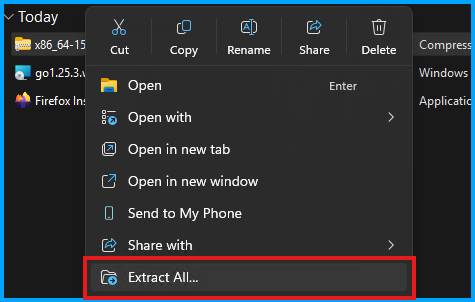 Today
Cut Copy Rename Share Delete
x86_64-15
Compress
go1.25.3.w
Windows
Firefox Ins
Applicatio
Open Enter
Open with
Open in new tab
Open in new window
Send to My Phone
Share with
Extract All...